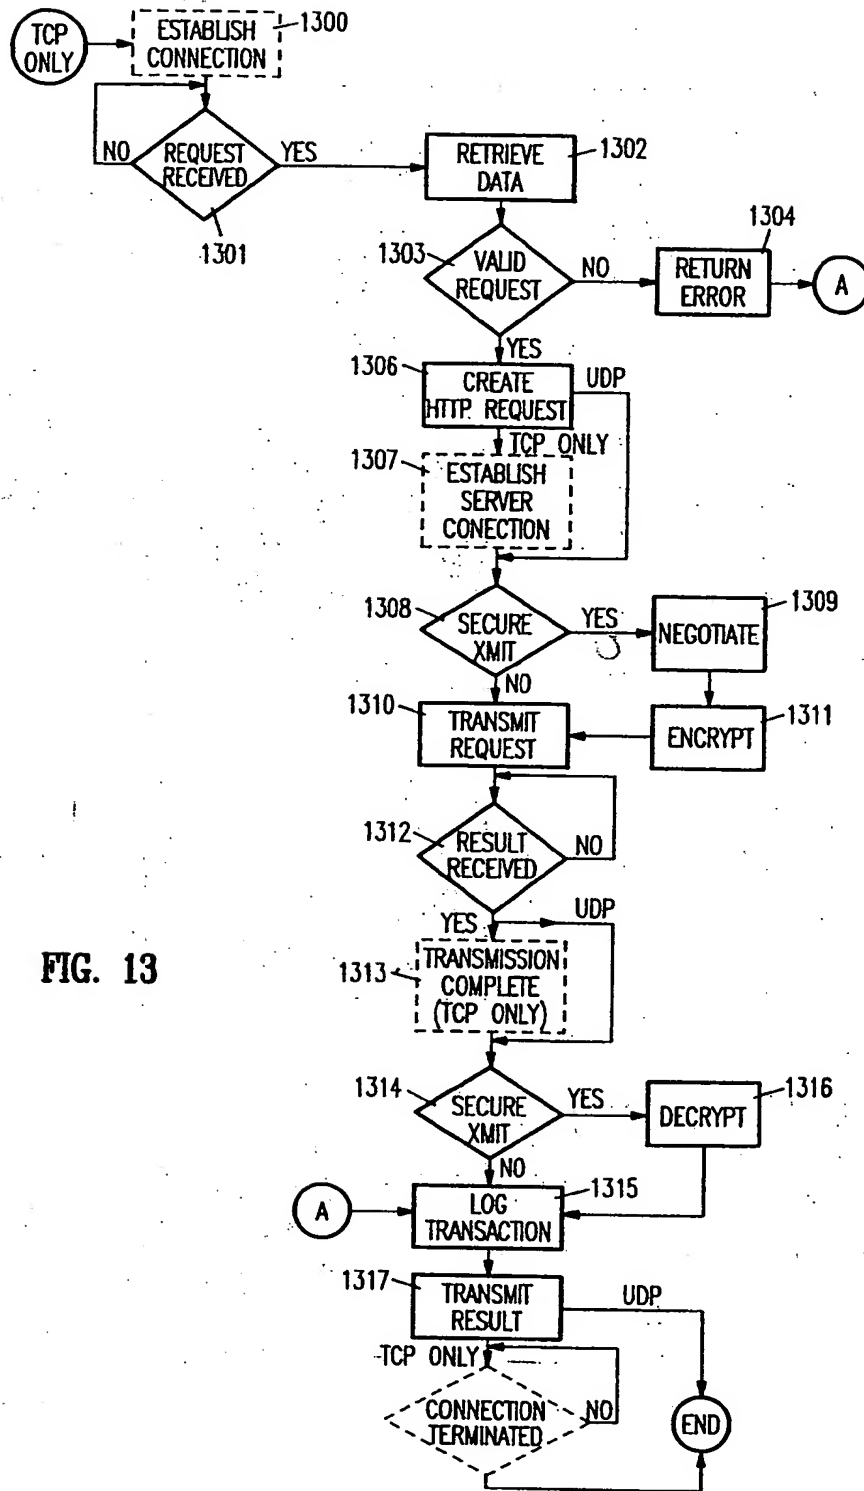 TCP
ONLY
ESTABLISH
CONNECTION
1300
REQUEST
RECEIVED
NO
YES
1301
RETRIEVE
DATA
1302
1303
VALID
REQUEST
NO
YES
1304
RETURN
ERROR
A
1306
CREATE
HTTP REQUEST
UDP
TCP ONLY
1307
ESTABLISH
SERVER
CONECTION
1308
SECURE
XMIT
YES
NO
1309
NEGOTIATE
1310
TRANSMIT
REQUEST
ENCRYPT
1311
1312
RESULT
RECEIVED
NO
YES
UDP
FIG. 13
1313
TRANSMISSION
COMPLETE
(TCP ONLY)
1314
SECURE
XMIT
YES
NO
1316
DECRYPT
A
LOG
TRANSACTION
1315
1317
TRANSMIT
RESULT
UDP
TCP ONLY
CONNECTION
TERMINATED
NO
END